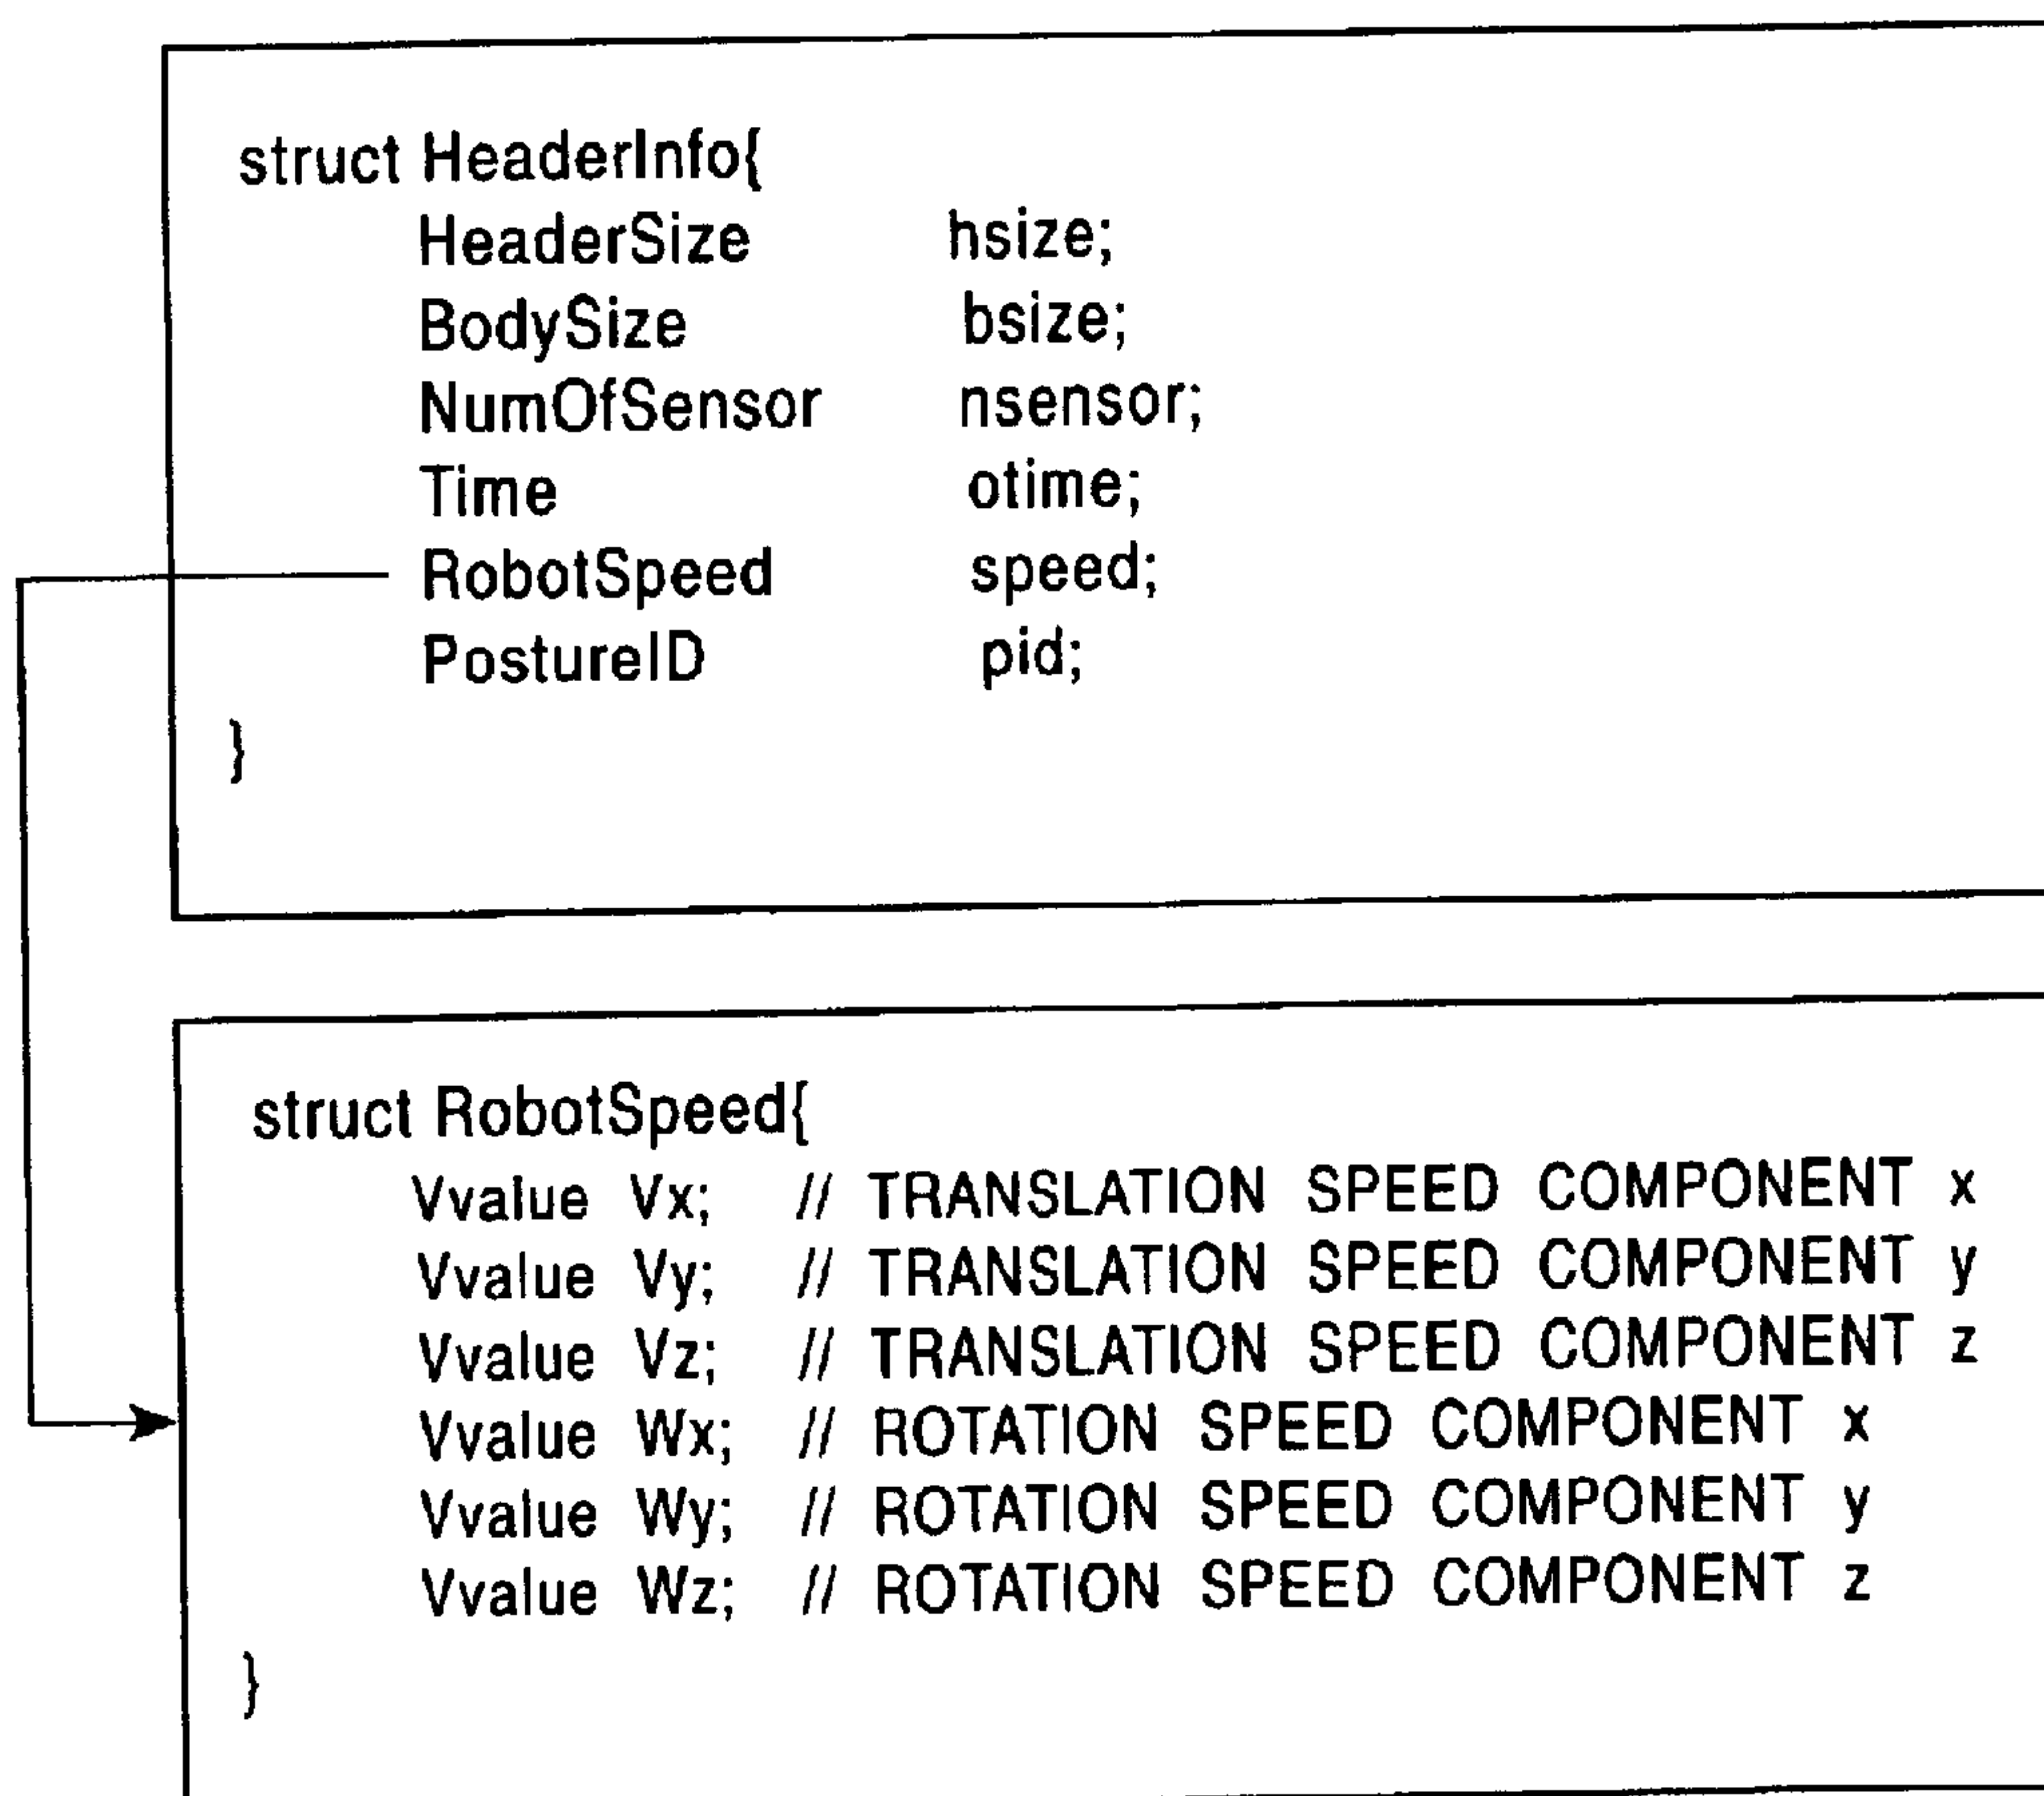 struct HeaderInfo{
HeaderSize hsize;
BodySize bsize;
NumOfSensor nsensor;
Time otime;
RobotSpeed speed;
PostureID pid;
}
struct RobotSpeed{
Vvalue Vx; // TRANSLATION SPEED COMPONENT x
Vvalue Vy; // TRANSLATION SPEED COMPONENT y
Vvalue Vz; // TRANSLATION SPEED COMPONENT z
Vvalue Wx; // ROTATION SPEED COMPONENT x
Vvalue Wy; // ROTATION SPEED COMPONENT y
Vvalue Wz; // ROTATION SPEED COMPONENT z
}